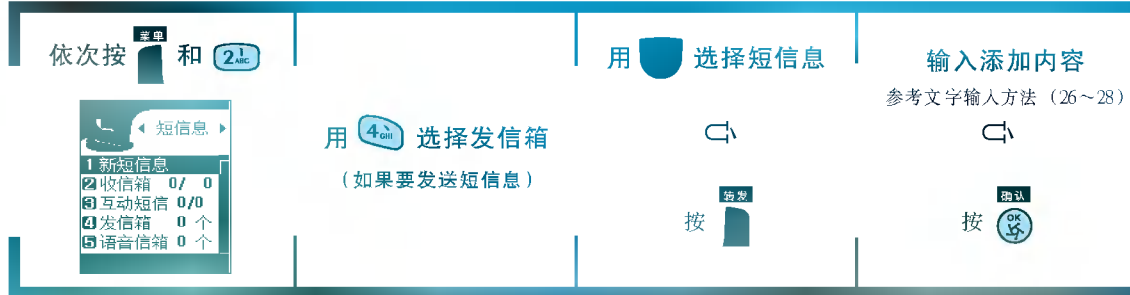 菜单
依次按 和 2 ABC
短信息
1 新短信息
2 收信箱 0/ 0
3 互动短信 0/0
4 发信箱 0 个
5 语音信箱 0 个
用 4 GHI 选择发信箱
（如果要发送短信息）
用 选择短信息
转发
按
输入添加内容
参考文字输入方法（26～28）
确认
按 OK